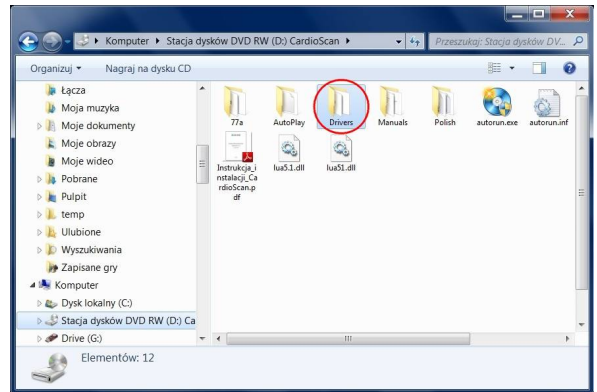 Komputer ▸ Stacja dysków DVD RW (D:) CardioScan ▸
Przeszukaj: Stacja dysków DV...
Organizuj
Nagraj na dysku CD
Łącza
Moja muzyka
Moje dokumenty
Moje obrazy
Moje wideo
Pobrane
Pulpit
temp
Ulubione
Wyszukiwania
Zapisane gry
Komputer
Dysk lokalny (C:)
Stacja dysków DVD RW (D:) Ca
Drive (G:)
77a
AutoPlay
Drivers
Manuals
Polish
autorun.exe
autorun.inf
Instrukcja_i
nstalacji_Ca
rdioScan.p
df
lua5.1.dll
lua51.dll
Elementów: 12